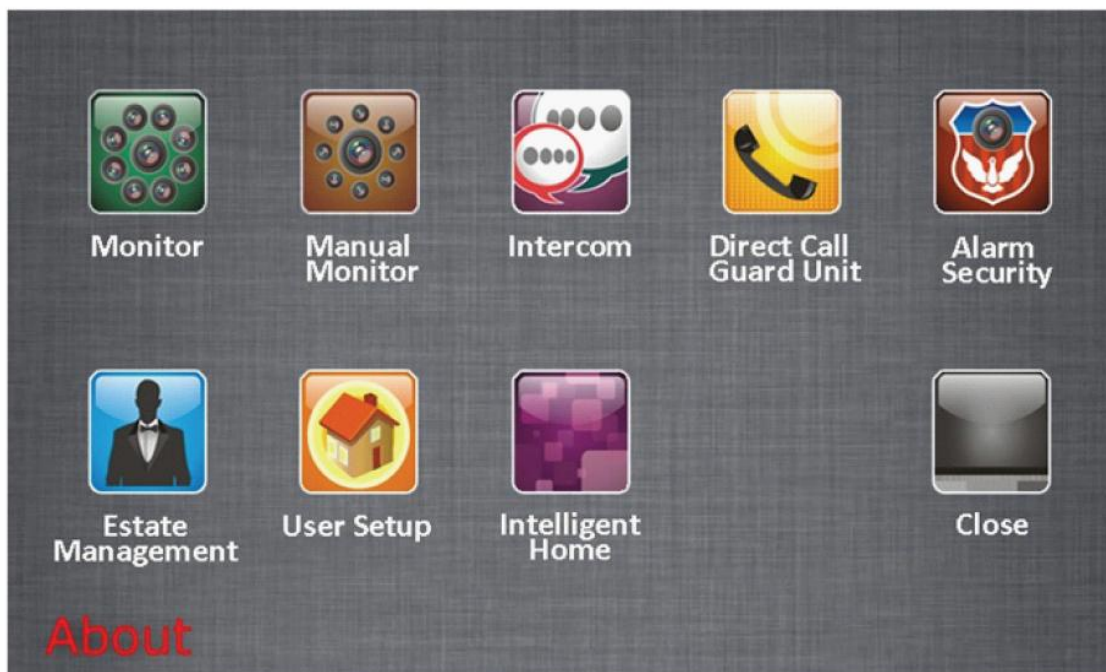 Monitor
Manual
Monitor
Intercom
Direct Call
Guard Unit
Alarm
Security
Estate
Management
User Setup
Intelligent
Home
Close
About